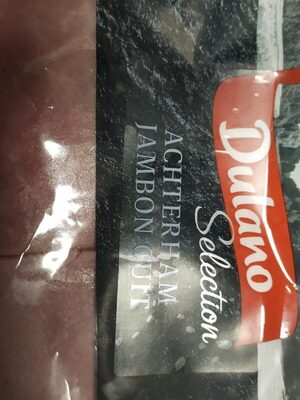 Dulano
Selection
ACHTERHAM
JAMBON CUIT